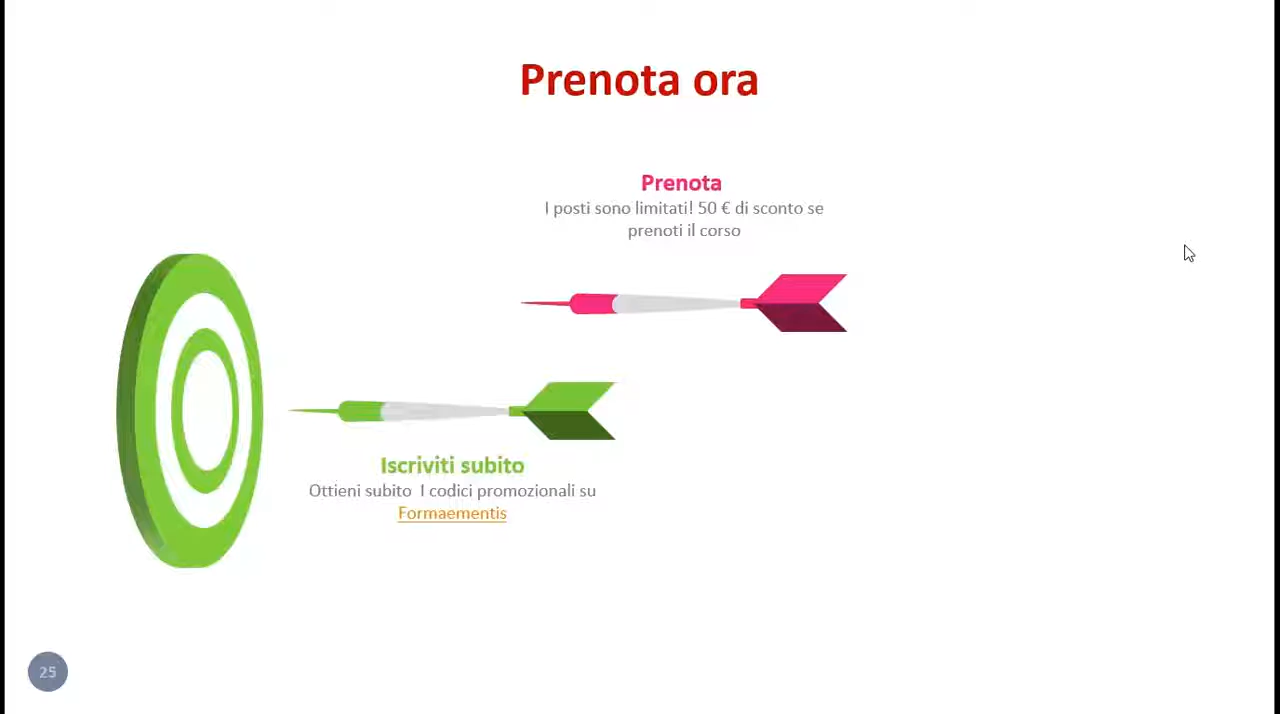 Prenota ora
Prenota
I posti sono limitati! 50 € di sconto se
prenoti il corso
Iscriviti subito
Ottieni subito  I codici promozionali su
Formaementis
25